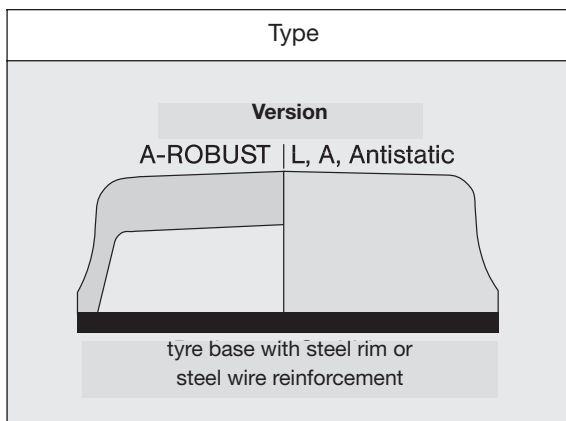 Type
Version
A-ROBUST | L, A, Antistatic
tyre base with steel rim or
steel wire reinforcement